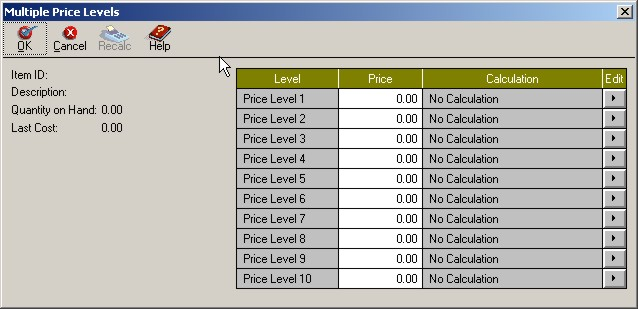 Multiple Price Levels
OK Cancel Recalc Help
Item ID:
Description:
Quantity on Hand: 0.00
Last Cost: 0.00
Level Price Calculation Edit
Price Level 1 0.00 No Calculation
Price Level 2 0.00 No Calculation
Price Level 3 0.00 No Calculation
Price Level 4 0.00 No Calculation
Price Level 5 0.00 No Calculation
Price Level 6 0.00 No Calculation
Price Level 7 0.00 No Calculation
Price Level 8 0.00 No Calculation
Price Level 9 0.00 No Calculation
Price Level 10 0.00 No Calculation